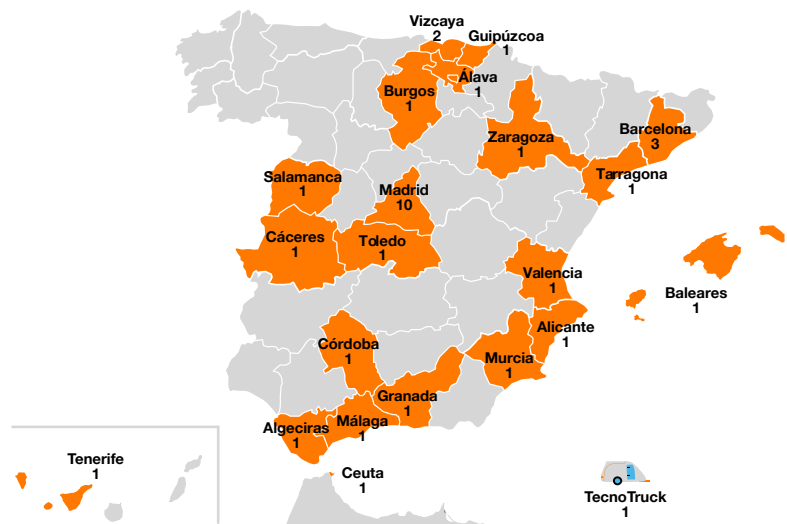 Vizcaya
2
Guipúzcoa
1
Álava
1
Burgos
1
Zaragoza
1
Barcelona
3
Tarragona
1
Salamanca
1
Madrid
10
Cáceres
1
Toledo
1
Valencia
1
Baleares
1
Alicante
1
Córdoba
1
Murcia
1
Granada
1
Algeciras
1
Málaga
1
Tenerife
1
Ceuta
1
TecnoTruck
1